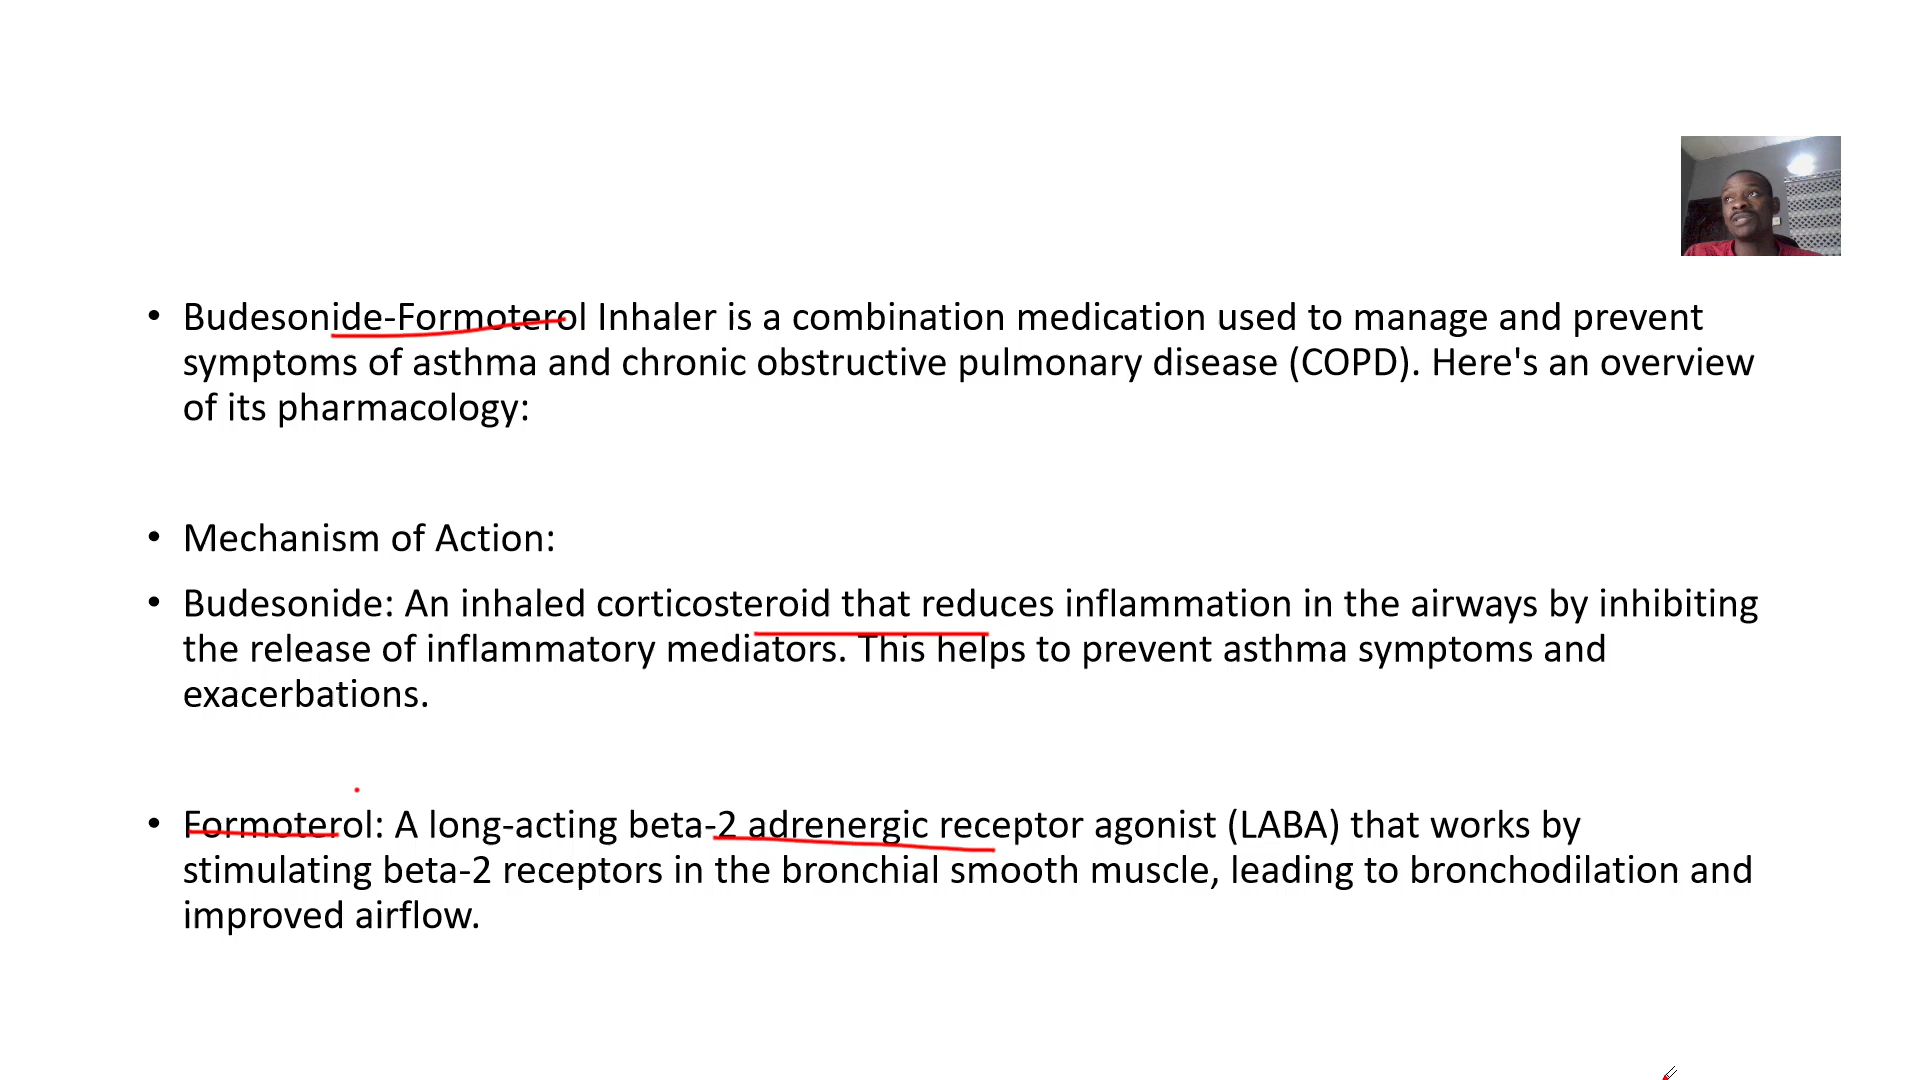 • Budesonide-Formoterol Inhaler is a combination medication used to manage and prevent
symptoms of asthma and chronic obstructive pulmonary disease (COPD). Here's an overview
of its pharmacology:
• Mechanism of Action:
• Budesonide: An inhaled corticosteroid that reduces inflammation in the airways by inhibiting
the release of inflammatory mediators. This helps to prevent asthma symptoms and
exacerbations.
• Formoterol: A long-acting beta-2 adrenergic receptor agonist (LABA) that works by
stimulating beta-2 receptors in the bronchial smooth muscle, leading to bronchodilation and
improved airflow.